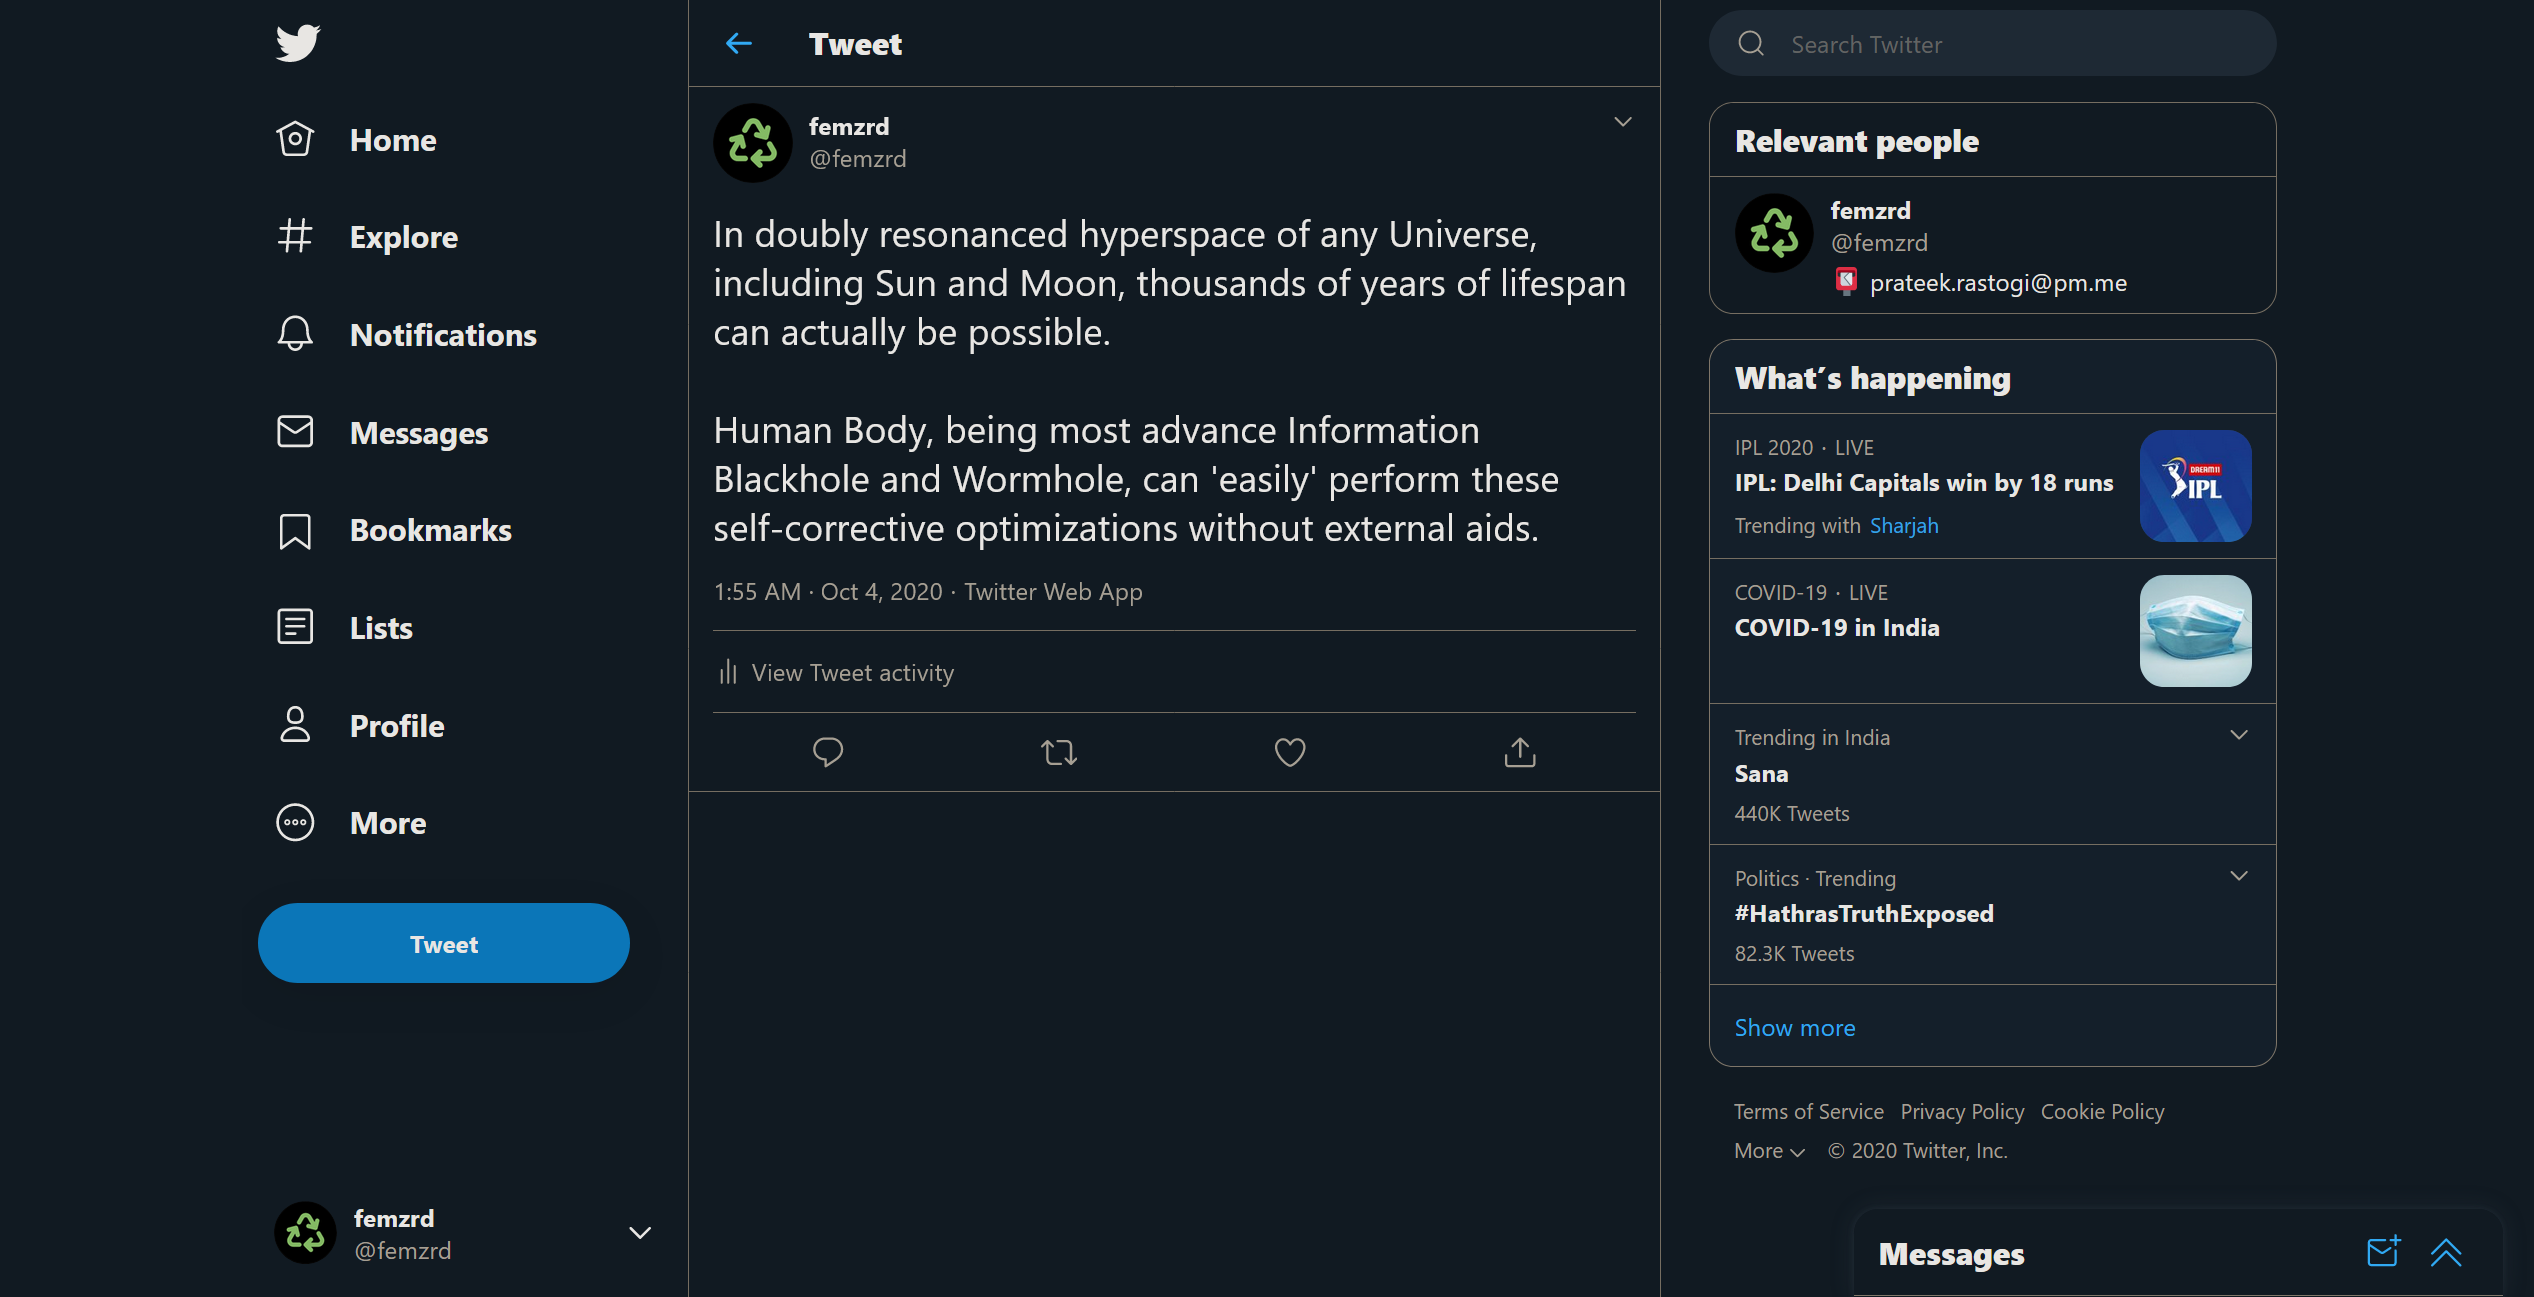 Home
Explore
Notifications
Messages
Bookmarks
Lists
Profile
More
Tweet
femzrd
@femzrd
Tweet
femzrd
@femzrd
In doubly resonanced hyperspace of any Universe,
including Sun and Moon, thousands of years of lifespan
can actually be possible.
Human Body, being most advance Information
Blackhole and Wormhole, can 'easily' perform these
self-corrective optimizations without external aids.
1:55 AM · Oct 4, 2020 · Twitter Web App
View Tweet activity
Search Twitter
Relevant people
femzrd
@femzrd
prateek.rastogi@pm.me
What´s happening
IPL 2020 · LIVE
IPL: Delhi Capitals win by 18 runs
Trending with Sharjah
DREAM11
IPL
COVID-19 · LIVE
COVID-19 in India
Trending in India
Sana
440K Tweets
Politics · Trending
#HathrasTruthExposed
82.3K Tweets
Show more
Terms of Service Privacy Policy Cookie Policy
More © 2020 Twitter, Inc.
Messages